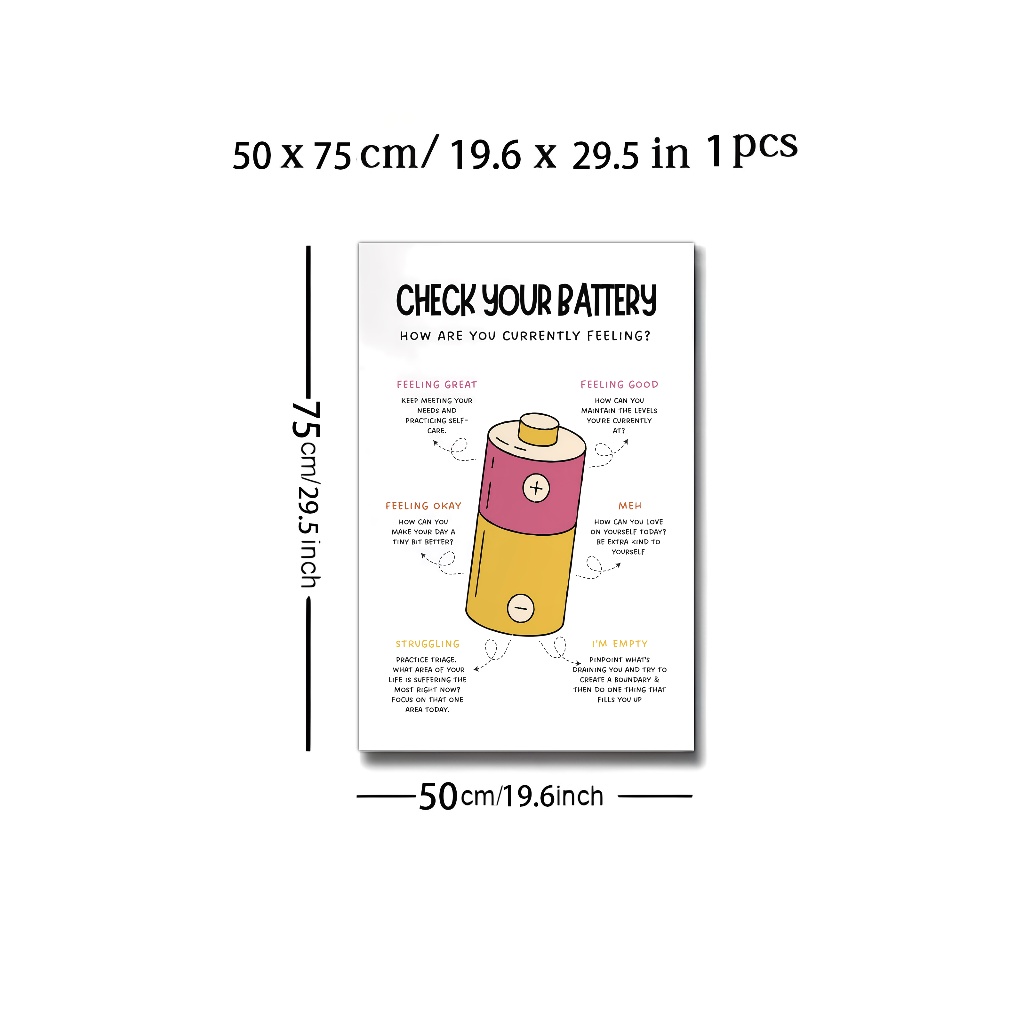 50 x 75 cm/ 19.6 x 29.5 in 1 pcs
CHECK YOUR BATTERY
HOW ARE YOU CURRENTLY FEELING?
FEELING GREAT
KEEP MEETING YOUR
NEEDS AND
PRACTICING SELF-
CARE.
FEELING GOOD
HOW CAN YOU
MAINTAIN THE LEVELS
YOU'RE CURRENTLY
AT?
+
FEELING OKAY
HOW CAN YOU
MAKE YOUR DAY A
TINY BIT BETTER?
MEH
HOW CAN YOU LOVE
ON YOURSELF TODAY?
BE EXTRA KIND TO
YOURSELF
−
STRUGGLING
PRACTICE TRIAGE.
WHAT AREA OF YOUR
LIFE IS SUFFERING THE
MOST RIGHT NOW?
FOCUS ON THAT ONE
AREA TODAY.
I'M EMPTY
PINPOINT WHAT'S
DRAINING YOU AND TRY TO
CREATE A BOUNDARY &
THEN DO ONE THING THAT
FILLS YOU UP
75cm/29.5 inch
50cm/19.6inch